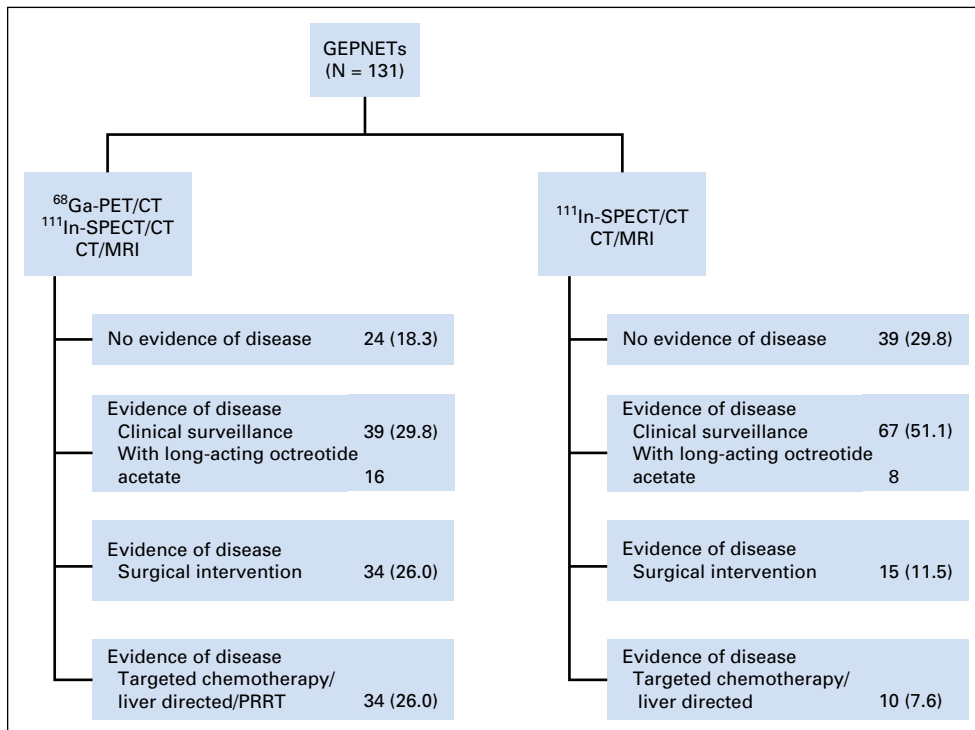 GEPNETs
(N = 131)
⁶⁸Ga-PET/CT
¹¹¹In-SPECT/CT
CT/MRI
No evidence of disease 24 (18.3)
Evidence of disease
Clinical surveillance 39 (29.8)
With long-acting octreotide
acetate 16
Evidence of disease
Surgical intervention 34 (26.0)
Evidence of disease
Targeted chemotherapy/
liver directed/PRRT 34 (26.0)
¹¹¹In-SPECT/CT
CT/MRI
No evidence of disease 39 (29.8)
Evidence of disease
Clinical surveillance 67 (51.1)
With long-acting octreotide
acetate 8
Evidence of disease
Surgical intervention 15 (11.5)
Evidence of disease
Targeted chemotherapy/
liver directed 10 (7.6)